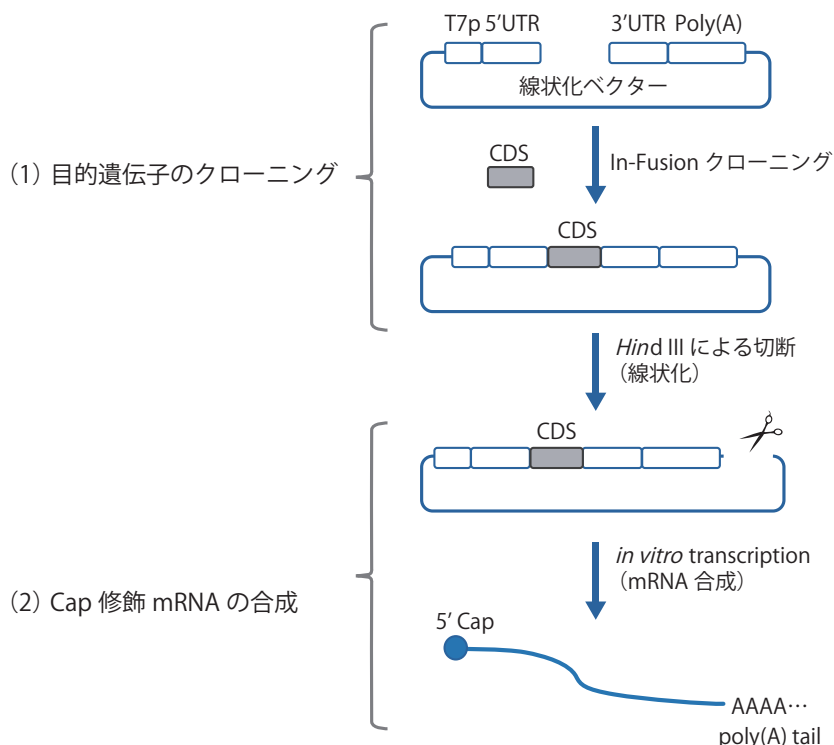 T7p 5’UTR
3’UTR Poly(A)
線状化ベクター
(1) 目的遺伝子のクローニング
CDS
In-Fusion クローニング
CDS
Hind III による切断
（線状化）
CDS
in vitro transcription
（mRNA 合成）
(2) Cap 修飾 mRNA の合成
5’ Cap
AAAA…
poly(A) tail